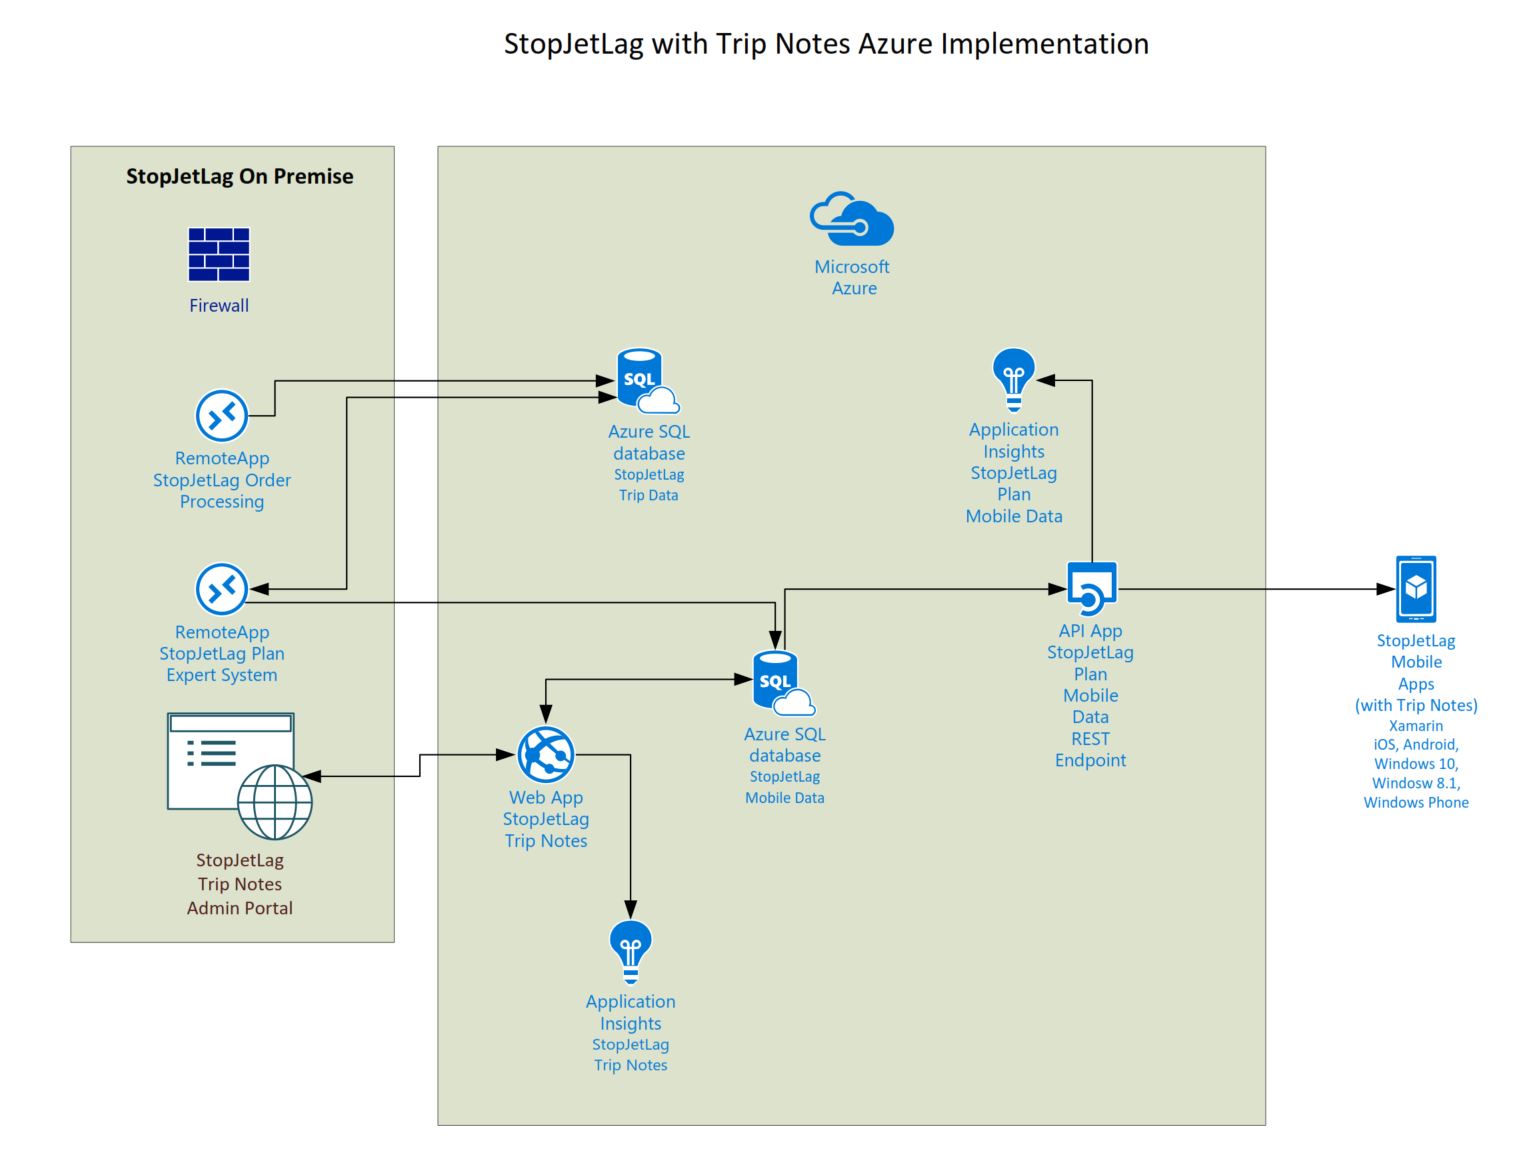 StopJetLag with Trip Notes Azure Implementation
StopJetLag On Premise
Firewall
RemoteApp
StopJetLag Order
Processing
RemoteApp
StopJetLag Plan
Expert System
StopJetLag
Trip Notes
Admin Portal
Microsoft
Azure
SQL
Azure SQL
database
StopJetLag
Trip Data
Application
Insights
StopJetLag
Plan
Mobile Data
SQL
Azure SQL
database
StopJetLag
Mobile Data
Web App
StopJetLag
Trip Notes
Application
Insights
StopJetLag
Trip Notes
API App
StopJetLag
Plan
Mobile
Data
REST
Endpoint
StopJetLag
Mobile
Apps
(with Trip Notes)
Xamarin
iOS, Android,
Windows 10,
Windosw 8.1,
Windows Phone